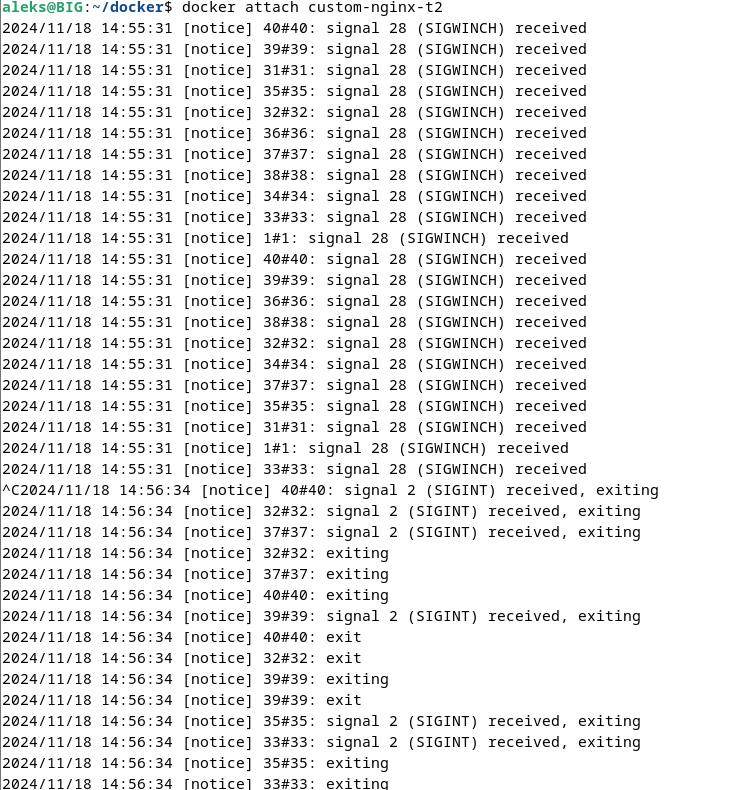 aleks@BIG:~/docker$ docker attach custom-nginx-t2
2024/11/18 14:55:31 [notice] 40#40: signal 28 (SIGWINCH) received
2024/11/18 14:55:31 [notice] 39#39: signal 28 (SIGWINCH) received
2024/11/18 14:55:31 [notice] 31#31: signal 28 (SIGWINCH) received
2024/11/18 14:55:31 [notice] 35#35: signal 28 (SIGWINCH) received
2024/11/18 14:55:31 [notice] 32#32: signal 28 (SIGWINCH) received
2024/11/18 14:55:31 [notice] 36#36: signal 28 (SIGWINCH) received
2024/11/18 14:55:31 [notice] 37#37: signal 28 (SIGWINCH) received
2024/11/18 14:55:31 [notice] 38#38: signal 28 (SIGWINCH) received
2024/11/18 14:55:31 [notice] 34#34: signal 28 (SIGWINCH) received
2024/11/18 14:55:31 [notice] 33#33: signal 28 (SIGWINCH) received
2024/11/18 14:55:31 [notice] 1#1: signal 28 (SIGWINCH) received
2024/11/18 14:55:31 [notice] 40#40: signal 28 (SIGWINCH) received
2024/11/18 14:55:31 [notice] 39#39: signal 28 (SIGWINCH) received
2024/11/18 14:55:31 [notice] 36#36: signal 28 (SIGWINCH) received
2024/11/18 14:55:31 [notice] 38#38: signal 28 (SIGWINCH) received
2024/11/18 14:55:31 [notice] 32#32: signal 28 (SIGWINCH) received
2024/11/18 14:55:31 [notice] 34#34: signal 28 (SIGWINCH) received
2024/11/18 14:55:31 [notice] 37#37: signal 28 (SIGWINCH) received
2024/11/18 14:55:31 [notice] 35#35: signal 28 (SIGWINCH) received
2024/11/18 14:55:31 [notice] 31#31: signal 28 (SIGWINCH) received
2024/11/18 14:55:31 [notice] 1#1: signal 28 (SIGWINCH) received
2024/11/18 14:55:31 [notice] 33#33: signal 28 (SIGWINCH) received
^C2024/11/18 14:56:34 [notice] 40#40: signal 2 (SIGINT) received, exiting
2024/11/18 14:56:34 [notice] 32#32: signal 2 (SIGINT) received, exiting
2024/11/18 14:56:34 [notice] 37#37: signal 2 (SIGINT) received, exiting
2024/11/18 14:56:34 [notice] 32#32: exiting
2024/11/18 14:56:34 [notice] 37#37: exiting
2024/11/18 14:56:34 [notice] 40#40: exiting
2024/11/18 14:56:34 [notice] 39#39: signal 2 (SIGINT) received, exiting
2024/11/18 14:56:34 [notice] 40#40: exit
2024/11/18 14:56:34 [notice] 32#32: exit
2024/11/18 14:56:34 [notice] 39#39: exiting
2024/11/18 14:56:34 [notice] 39#39: exit
2024/11/18 14:56:34 [notice] 35#35: signal 2 (SIGINT) received, exiting
2024/11/18 14:56:34 [notice] 33#33: signal 2 (SIGINT) received, exiting
2024/11/18 14:56:34 [notice] 35#35: exiting
2024/11/18 14:56:34 [notice] 33#33: exiting